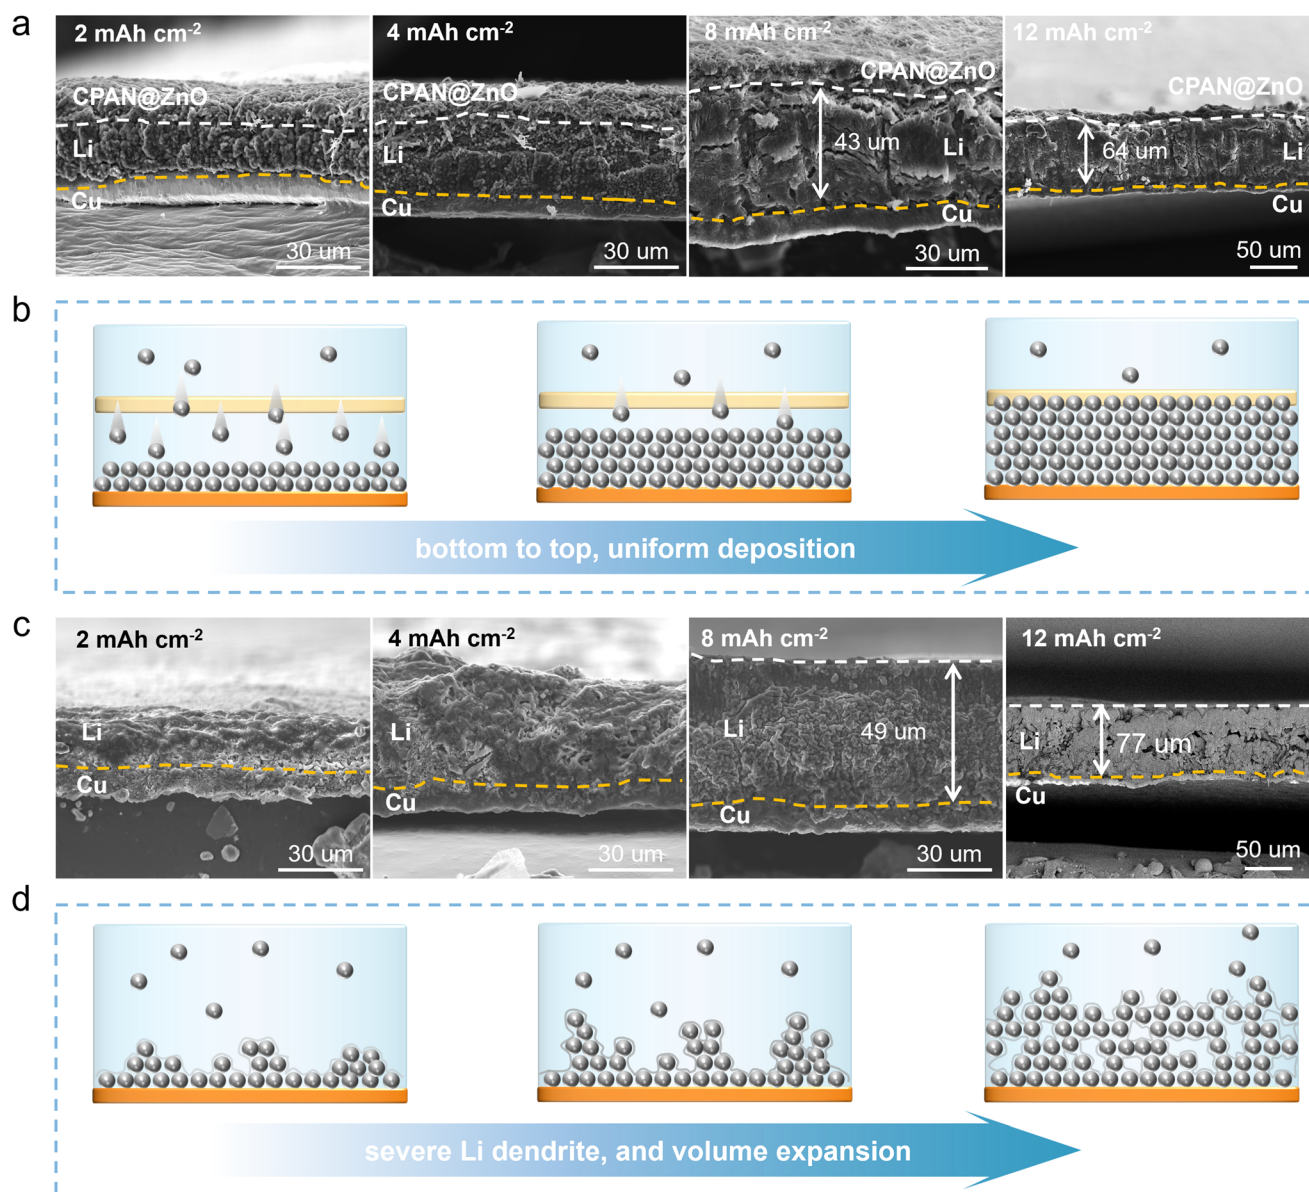 a
2 mAh cm-2
CPAN@ZnO
Li
Cu
30 um
4 mAh cm-2
CPAN@ZnO
Li
Cu
30 um
8 mAh cm-2
CPAN@ZnO
43 um
Li
Cu
30 um
12 mAh cm-2
CPAN@ZnO
64 um
Li
Cu
50 um
b
bottom to top, uniform deposition
c
2 mAh cm-2
Li
Cu
30 um
4 mAh cm-2
Li
Cu
30 um
8 mAh cm-2
Li
49 um
Cu
30 um
12 mAh cm-2
Li
77 um
Cu
50 um
d
severe Li dendrite, and volume expansion